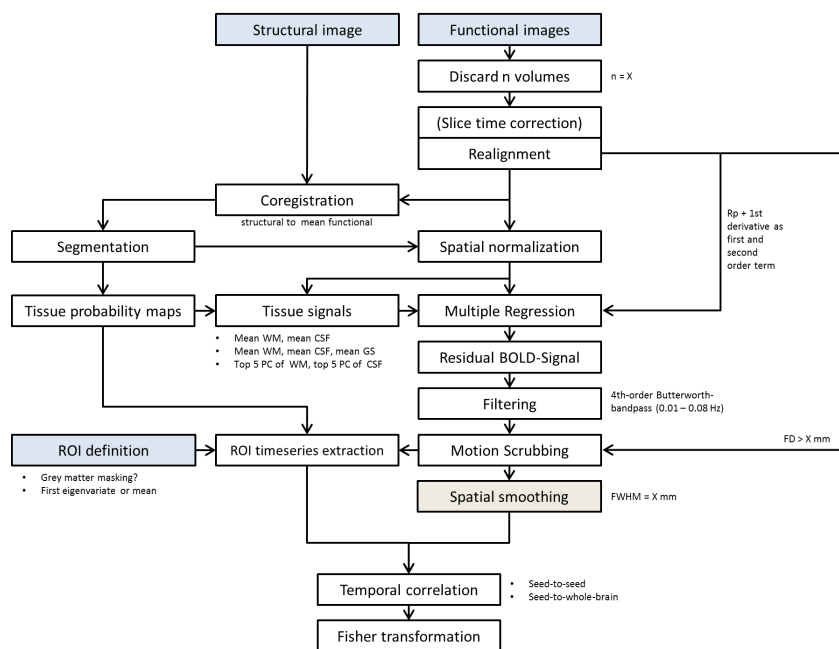 Structural image
Functional images
Discard n volumes
n = X
(Slice time correction)
Realignment
Coregistration
structural to mean functional
Rp + 1st
derivative as
first and
second
order term
Segmentation
Spatial normalization
Tissue probability maps
Tissue signals
Multiple Regression
• Mean WM, mean CSF
• Mean WM, mean CSF, mean GS
• Top 5 PC of WM, top 5 PC of CSF
Residual BOLD-Signal
Filtering
4th-order Butterworth-
bandpass (0.01 – 0.08 Hz)
ROI definition
ROI timeseries extraction
Motion Scrubbing
FD > X mm
• Grey matter masking?
• First eigenvariate or mean
Spatial smoothing
FWHM = X mm
Temporal correlation
• Seed-to-seed
• Seed-to-whole-brain
Fisher transformation